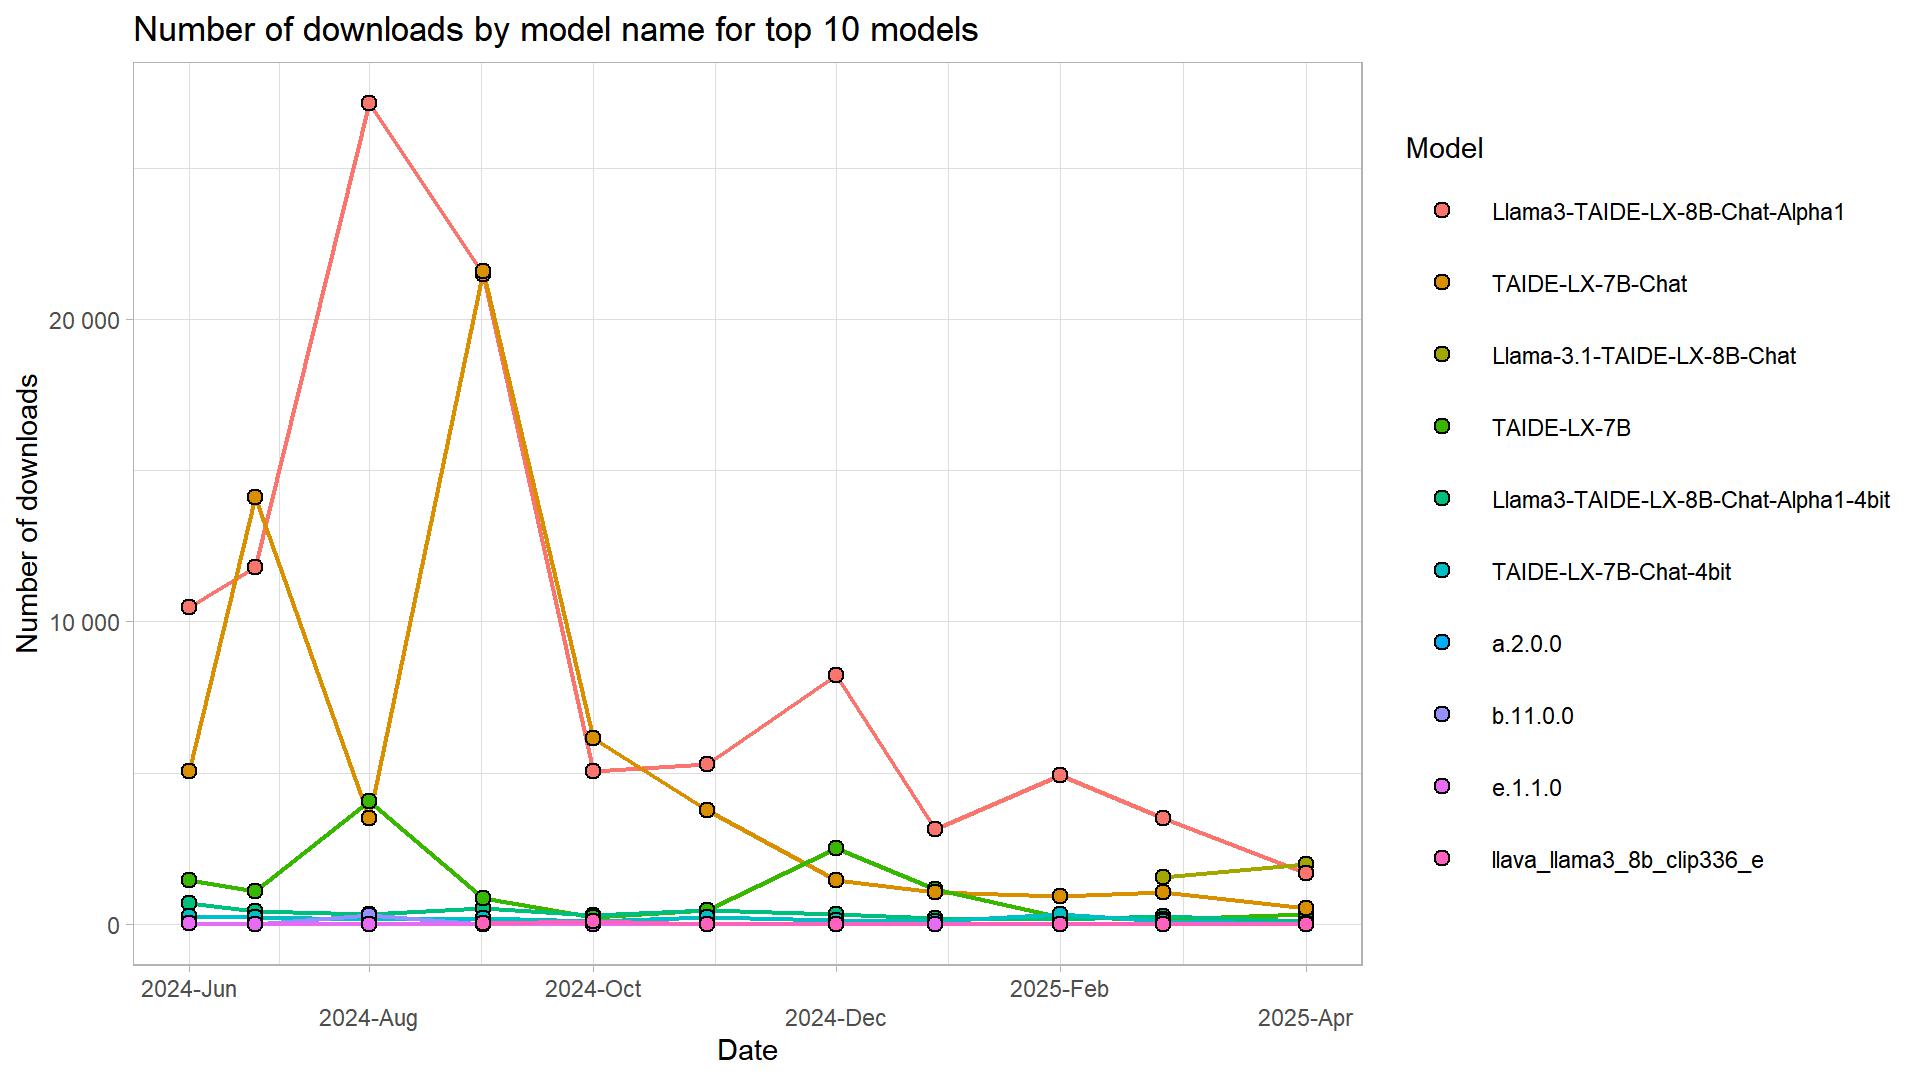 Number of downloads by model name for top 10 models
Number of downloads
20 000
10 000
0
2024-Jun
2024-Aug
2024-Oct
2024-Dec
2025-Feb
2025-Apr
Date
Model
Llama3-TAIDE-LX-8B-Chat-Alpha1
TAIDE-LX-7B-Chat
Llama-3.1-TAIDE-LX-8B-Chat
TAIDE-LX-7B
Llama3-TAIDE-LX-8B-Chat-Alpha1-4bit
TAIDE-LX-7B-Chat-4bit
a.2.0.0
b.11.0.0
e.1.1.0
llava_llama3_8b_clip336_e